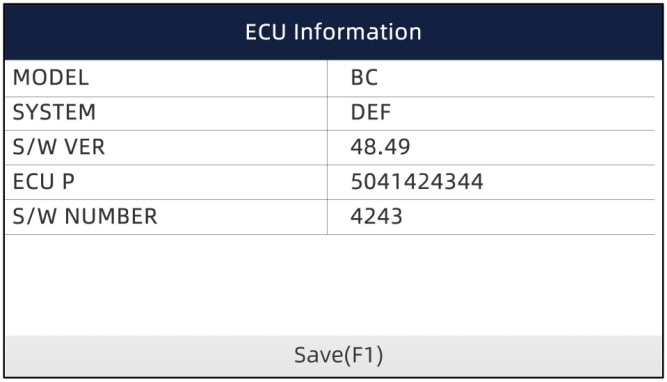 ECU Information
MODEL BC
SYSTEM DEF
S/W VER 48.49
ECU P 5041424344
S/W NUMBER 4243
Save(F1)